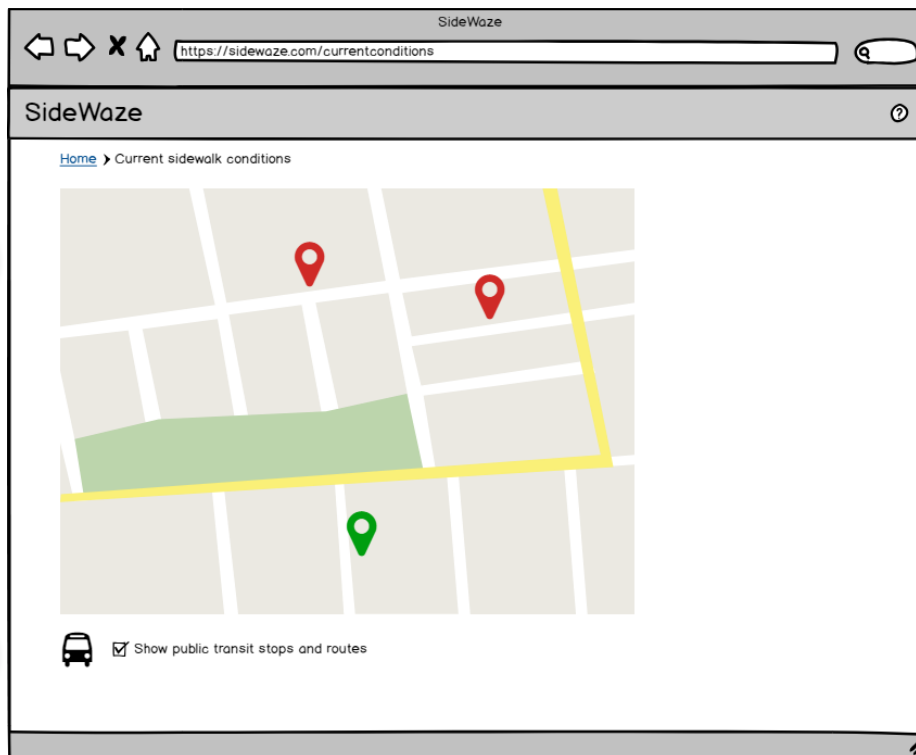 SideWaze
https://sidewaze.com/currentconditions
SideWaze
?
Home > Current sidewalk conditions
Show public transit stops and routes